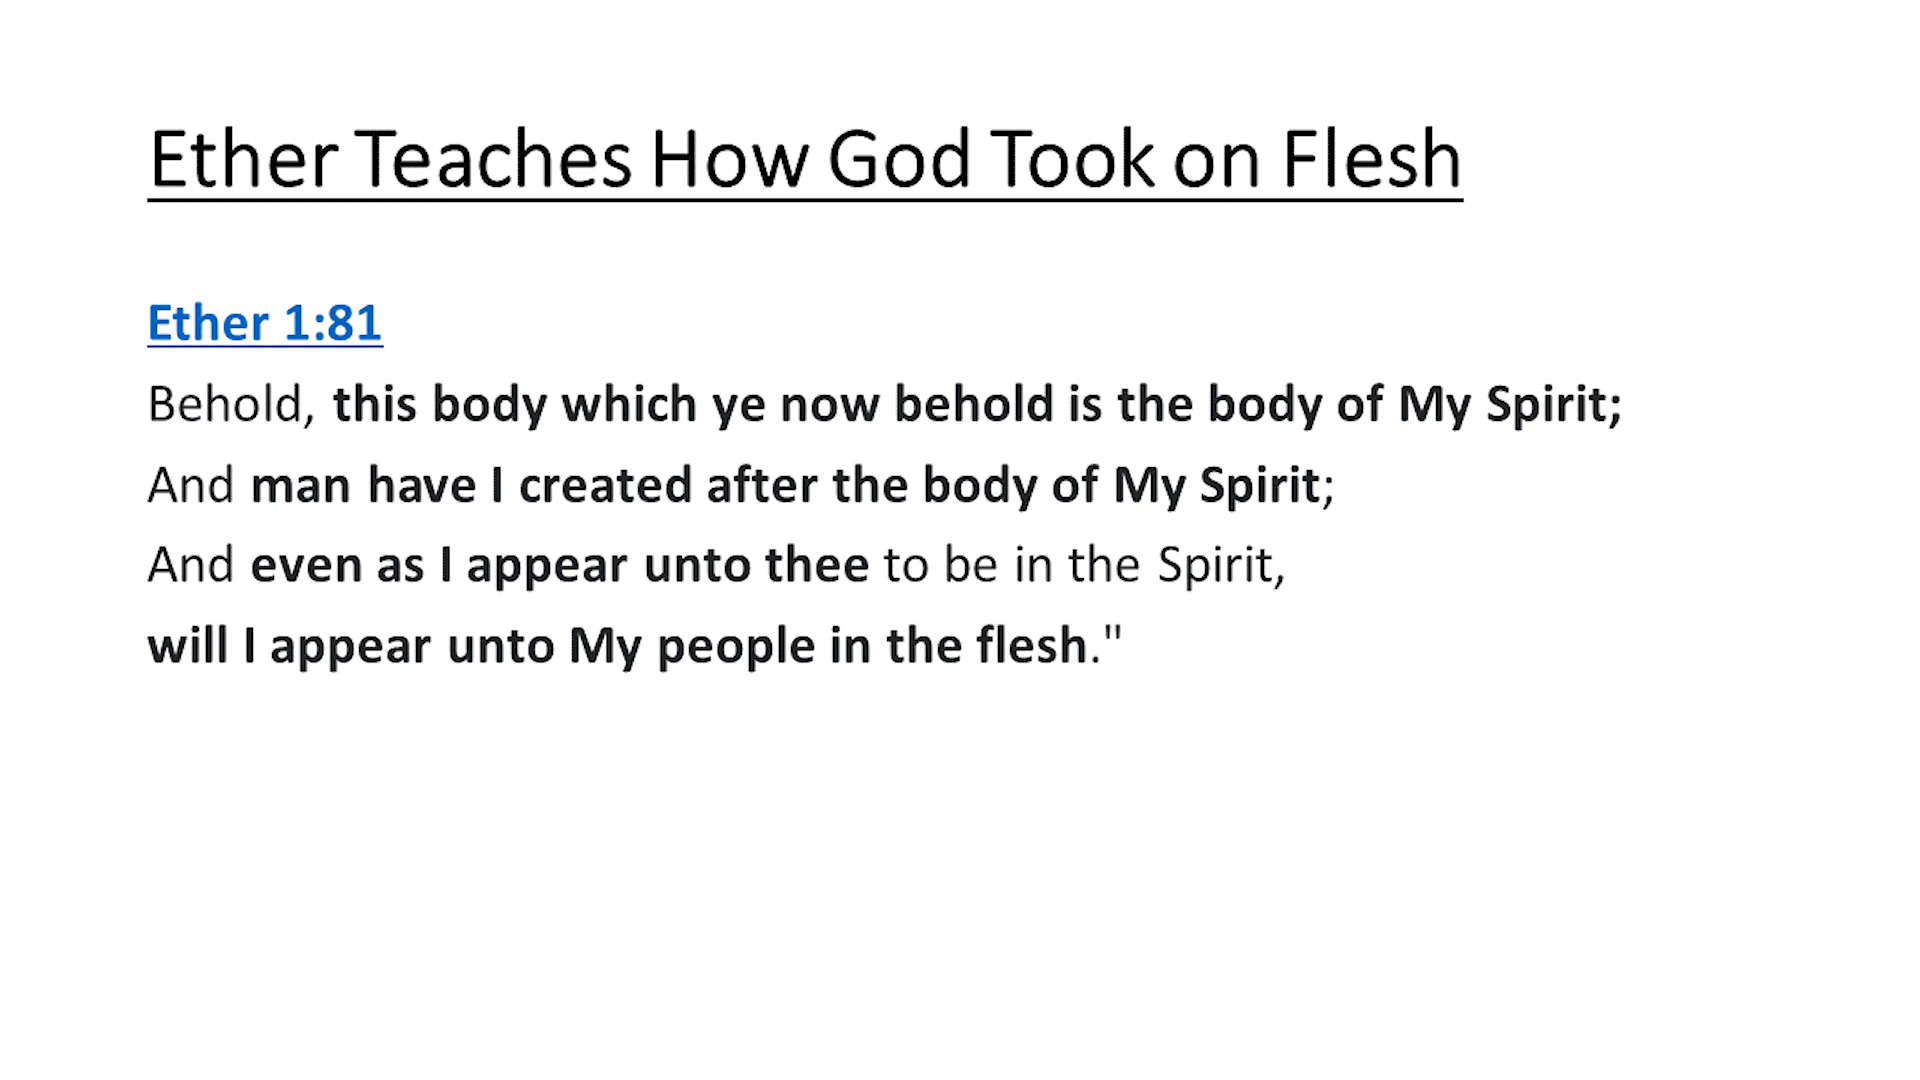 Ether Teaches How God Took on Flesh
Ether 1:81
Behold, this body which ye now behold is the body of My Spirit;
And man have I created after the body of My Spirit;
And even as I appear unto thee to be in the Spirit,
will I appear unto My people in the flesh."